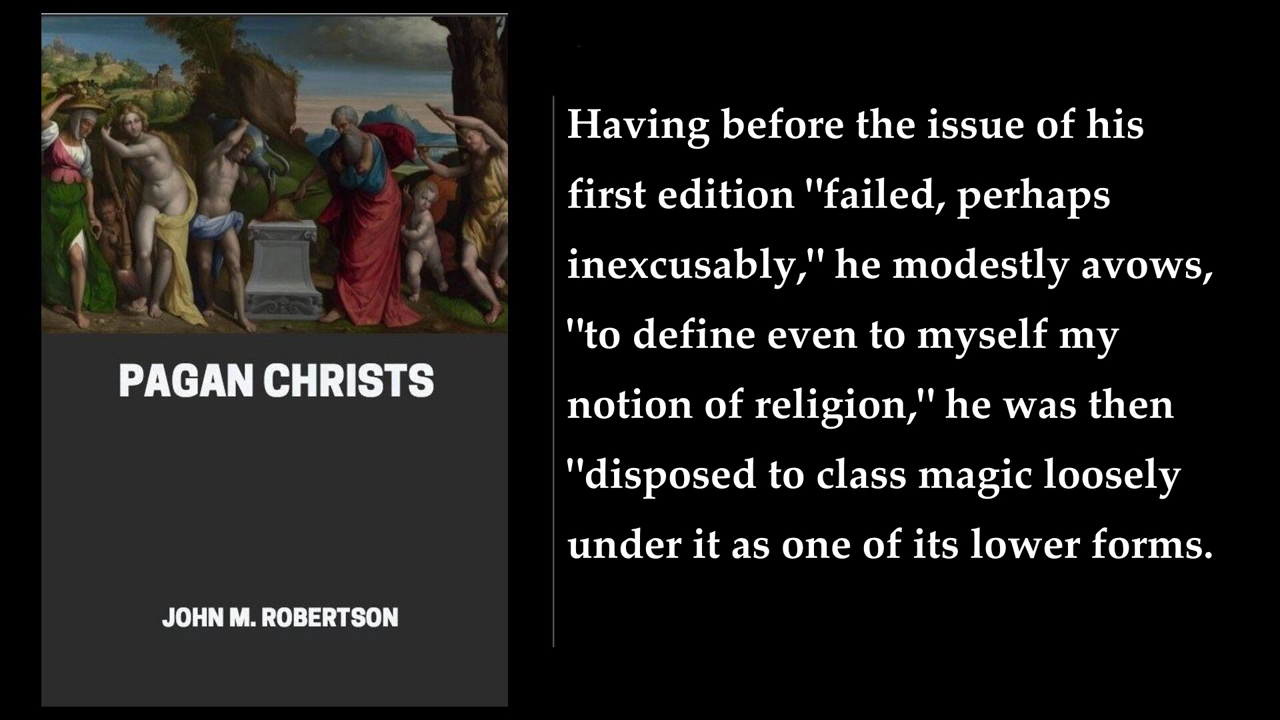 PAGAN CHRISTS
JOHN M. ROBERTSON
Having before the issue of his
first edition "failed, perhaps
inexcusably," he modestly avows,
"to define even to myself my
notion of religion," he was then
"disposed to class magic loosely
under it as one of its lower forms.